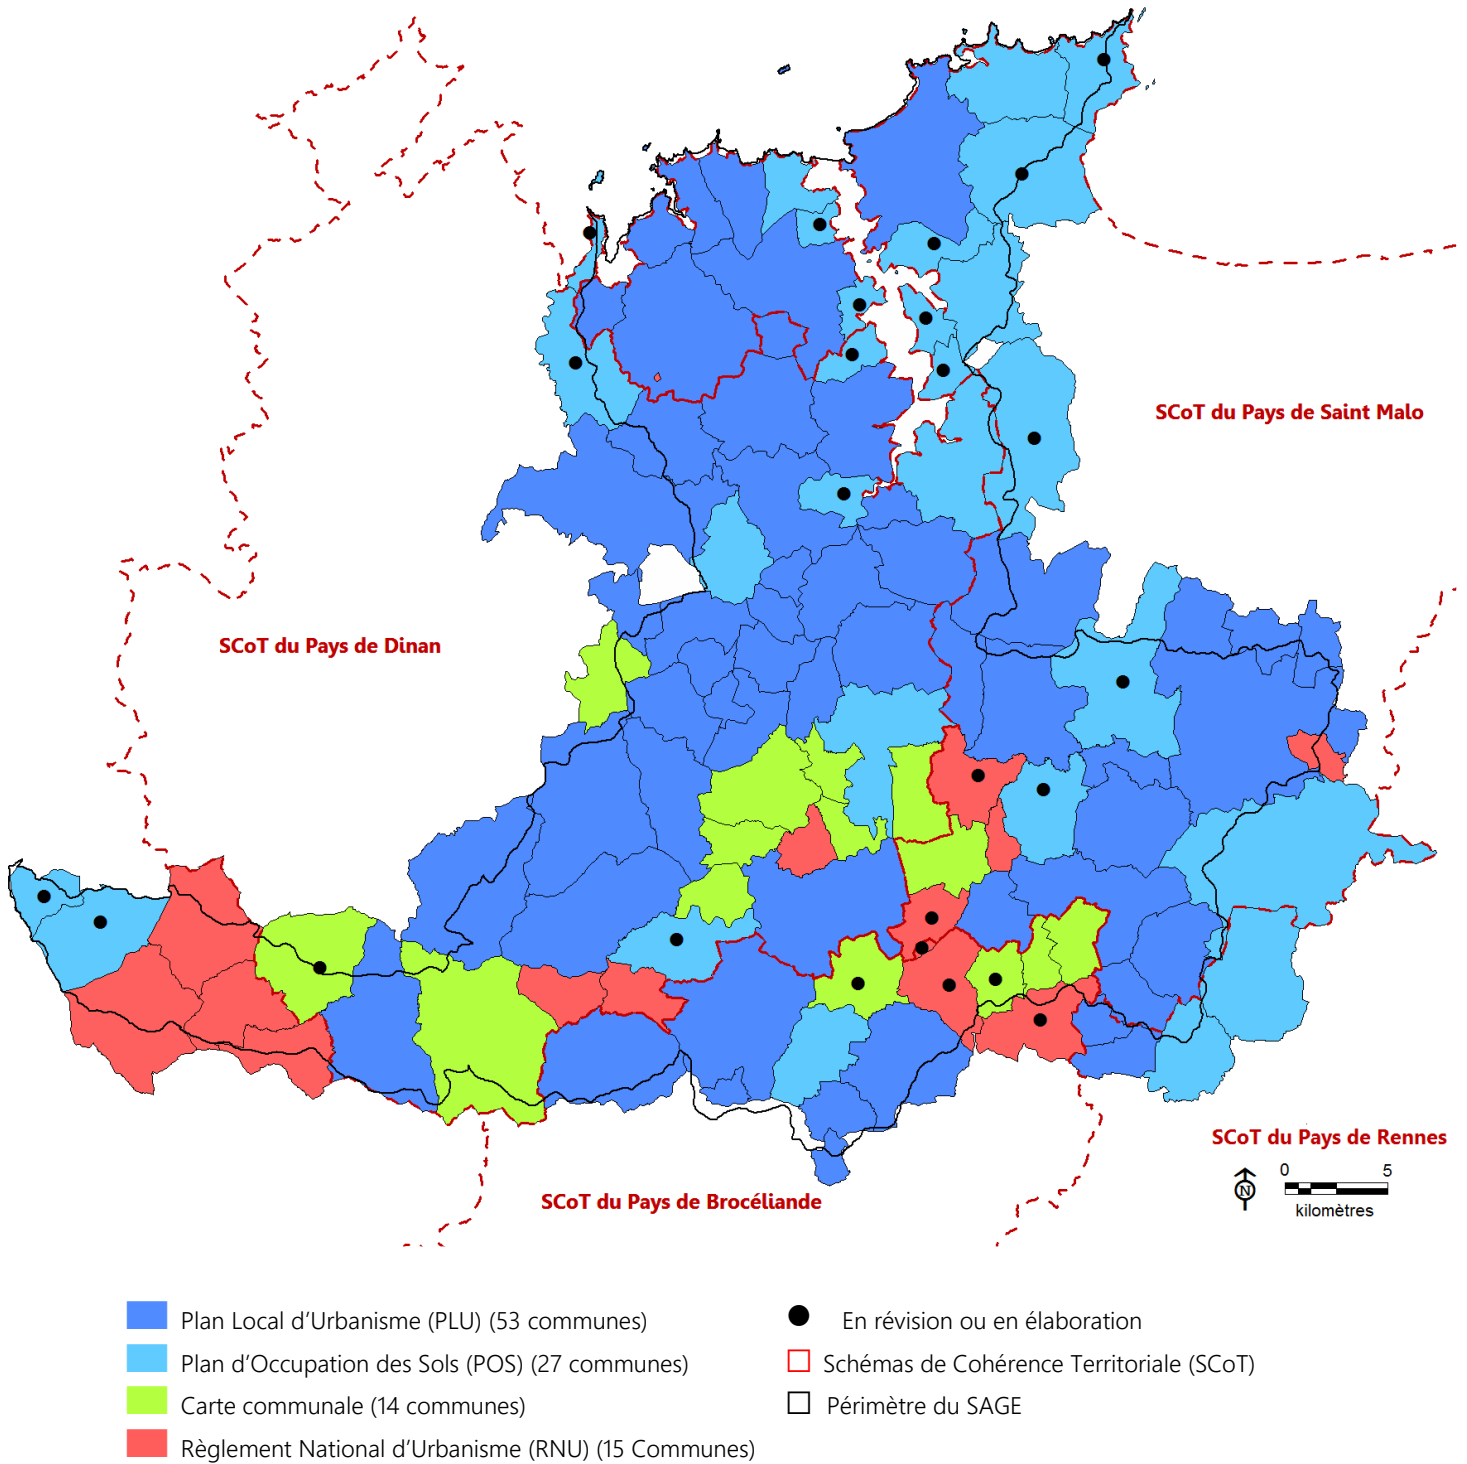 SCoT du Pays de Saint Malo
SCoT du Pays de Dinan
SCoT du Pays de Rennes
0 5
N
kilomètres
SCoT du Pays de Brocéliande
Plan Local d'Urbanisme (PLU) (53 communes)
Plan d'Occupation des Sols (POS) (27 communes)
Carte communale (14 communes)
Règlement National d'Urbanisme (RNU) (15 Communes)
En révision ou en élaboration
Schémas de Cohérence Territoriale (SCoT)
Périmètre du SAGE